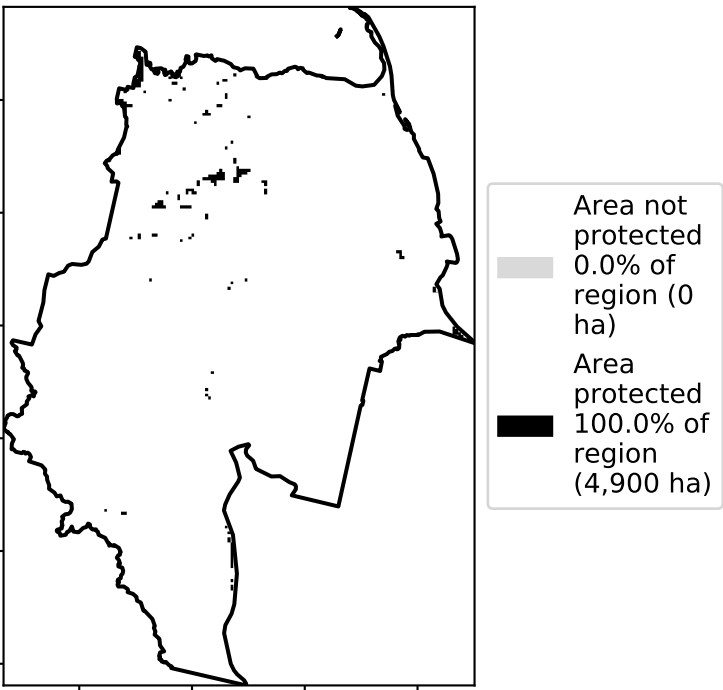 Area not
protected
0.0% of
region (0
ha)
Area
protected
100.0% of
region
(4,900 ha)